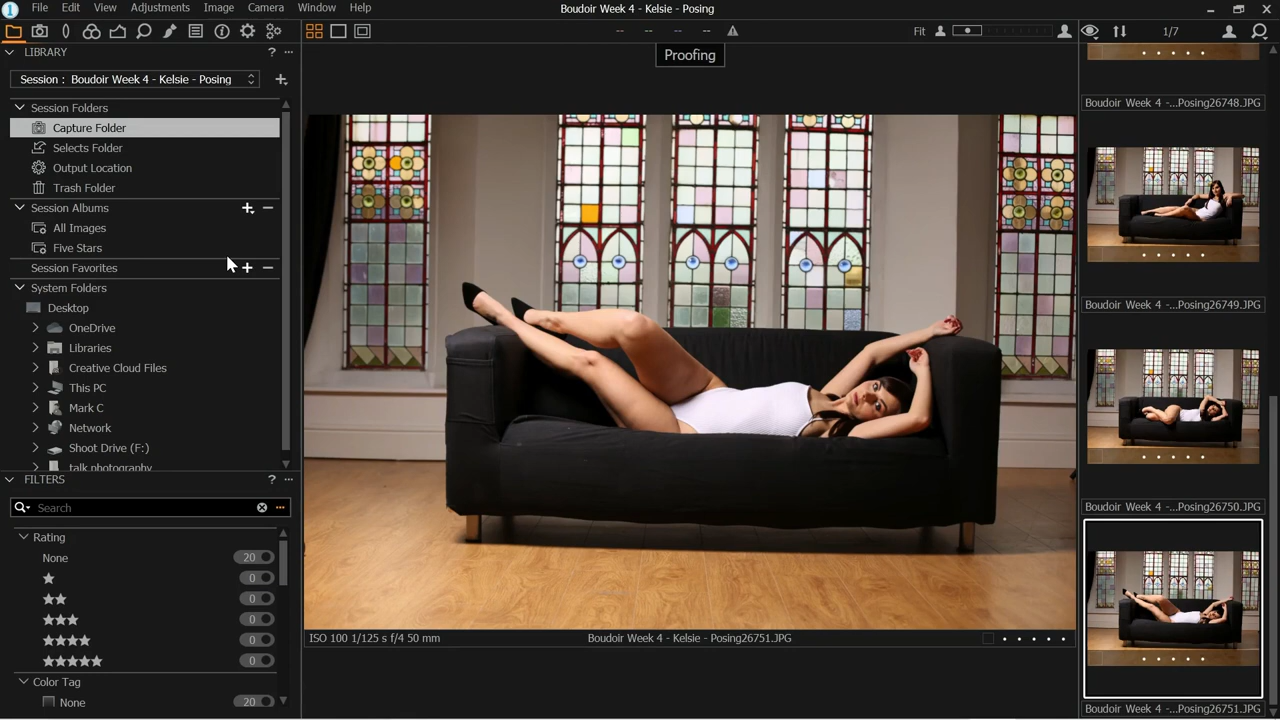 1 File Edit View Adjustments Image Camera Window Help
Boudoir Week 4 - Kelsie - Posing
-- -- -- --
Fit
1/7
LIBRARY ? ...
Proofing
Session : Boudoir Week 4 - Kelsie - Posing
Session Folders
Capture Folder
Selects Folder
Output Location
Trash Folder
Session Albums
All Images
Five Stars
Session Favorites
System Folders
Desktop
OneDrive
Libraries
Creative Cloud Files
This PC
Mark C
Network
Shoot Drive (F:)
talk photography
FILTERS ? ...
Search
Rating
None 20
0
0
0
0
0
Color Tag
None 20
ISO 100 1/125 s f/4 50 mm
Boudoir Week 4 - Kelsie - Posing26751.JPG
Boudoir Week 4 -...Posing26748.JPG
Boudoir Week 4 -...Posing26749.JPG
Boudoir Week 4 -...Posing26750.JPG
Boudoir Week 4 -...Posing26751.JPG